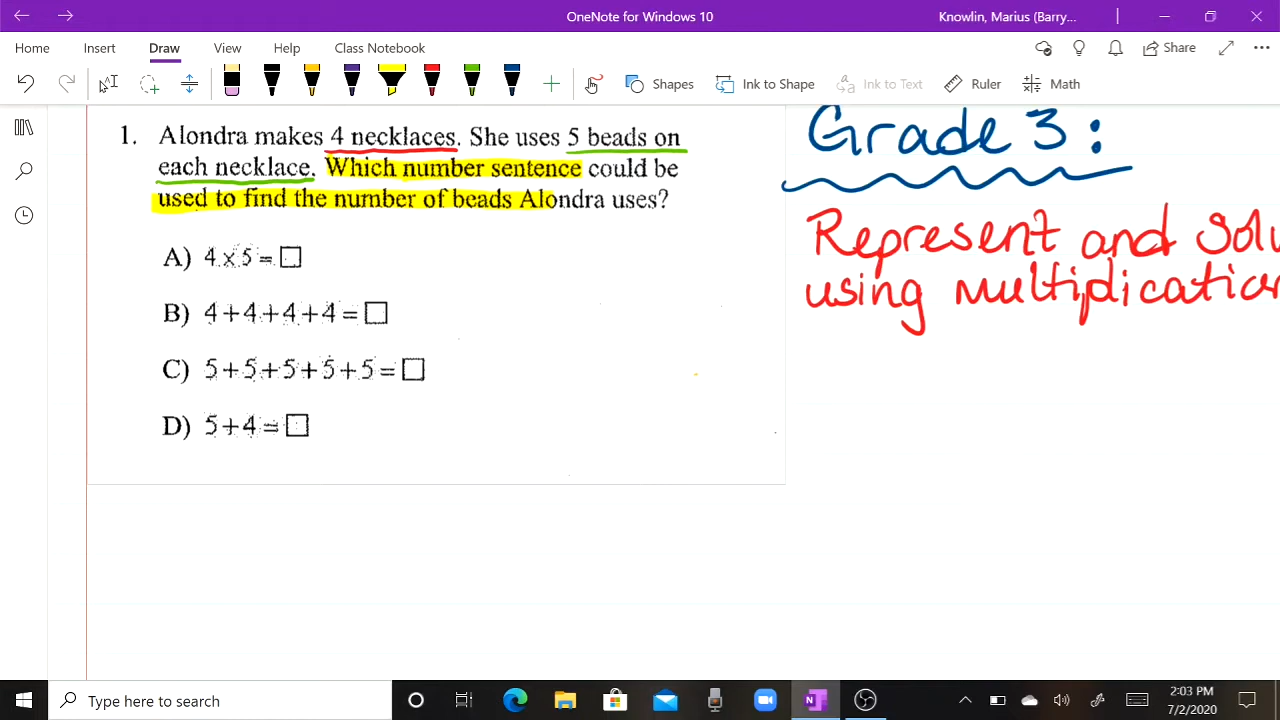 OneNote for Windows 10
Knowlin, Marius (Barry...
Home Insert Draw View Help Class Notebook Share
Shapes Ink to Shape Ink to Text Ruler Math
Grade 3:
1. Alondra makes 4 necklaces. She uses 5 beads on
each necklace. Which number sentence could be
used to find the number of beads Alondra uses?
Represent and Solu
using multiplication
A) 4 × 5 = □
B) 4 + 4 + 4 + 4 = □
C) 5 + 5 + 5 + 5 + 5 = □
D) 5 + 4 = □
Type here to search
2:03 PM
7/2/2020